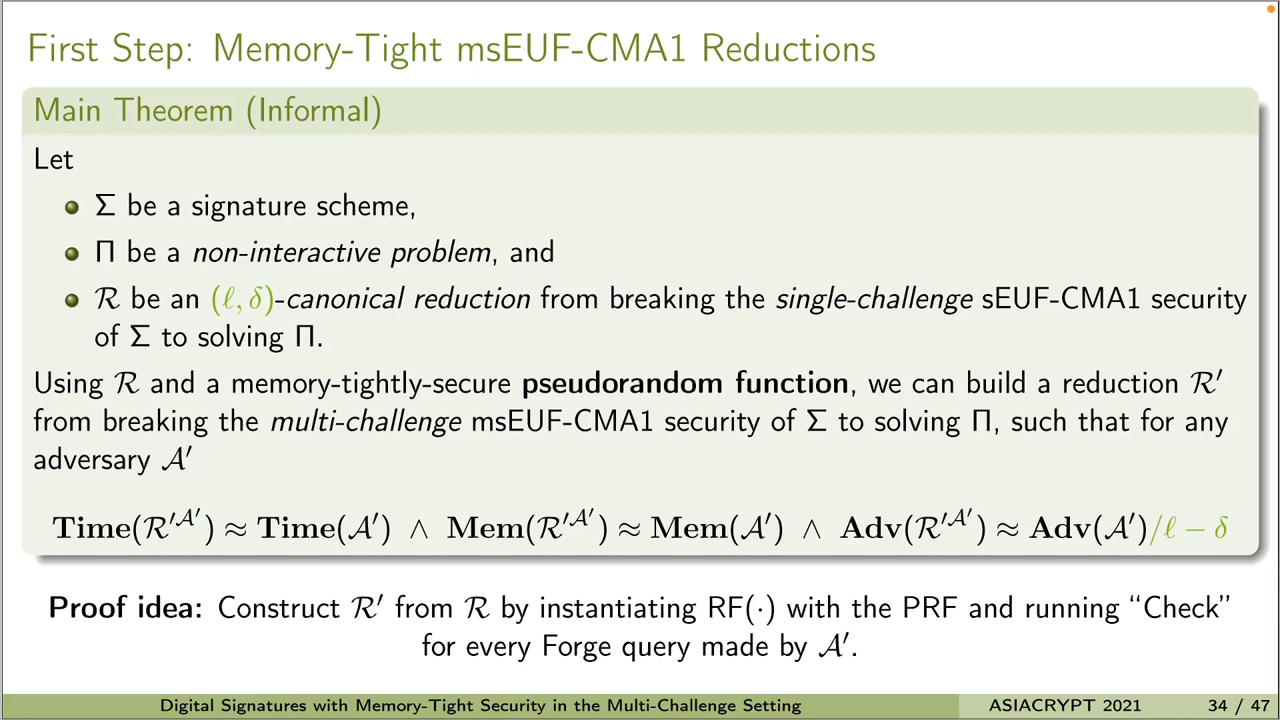 First Step: Memory-Tight msEUF-CMA1 Reductions
Main Theorem (Informal)
Let
Σ be a signature scheme,
Π be a non-interactive problem, and
ℛ be an (ℓ, δ)-canonical reduction from breaking the single-challenge sEUF-CMA1 security
of Σ to solving Π.
Using ℛ and a memory-tightly-secure pseudorandom function, we can build a reduction ℛ′
from breaking the multi-challenge msEUF-CMA1 security of Σ to solving Π, such that for any
adversary 𝒜′
Time(ℛ′^𝒜′) ≈ Time(𝒜′) ∧ Mem(ℛ′^𝒜′) ≈ Mem(𝒜′) ∧ Adv(ℛ′^𝒜′) ≈ Adv(𝒜′)/ℓ − δ
Proof idea: Construct ℛ′ from ℛ by instantiating RF(·) with the PRF and running “Check”
for every Forge query made by 𝒜′.
Digital Signatures with Memory-Tight Security in the Multi-Challenge Setting ASIACRYPT 2021 34 / 47